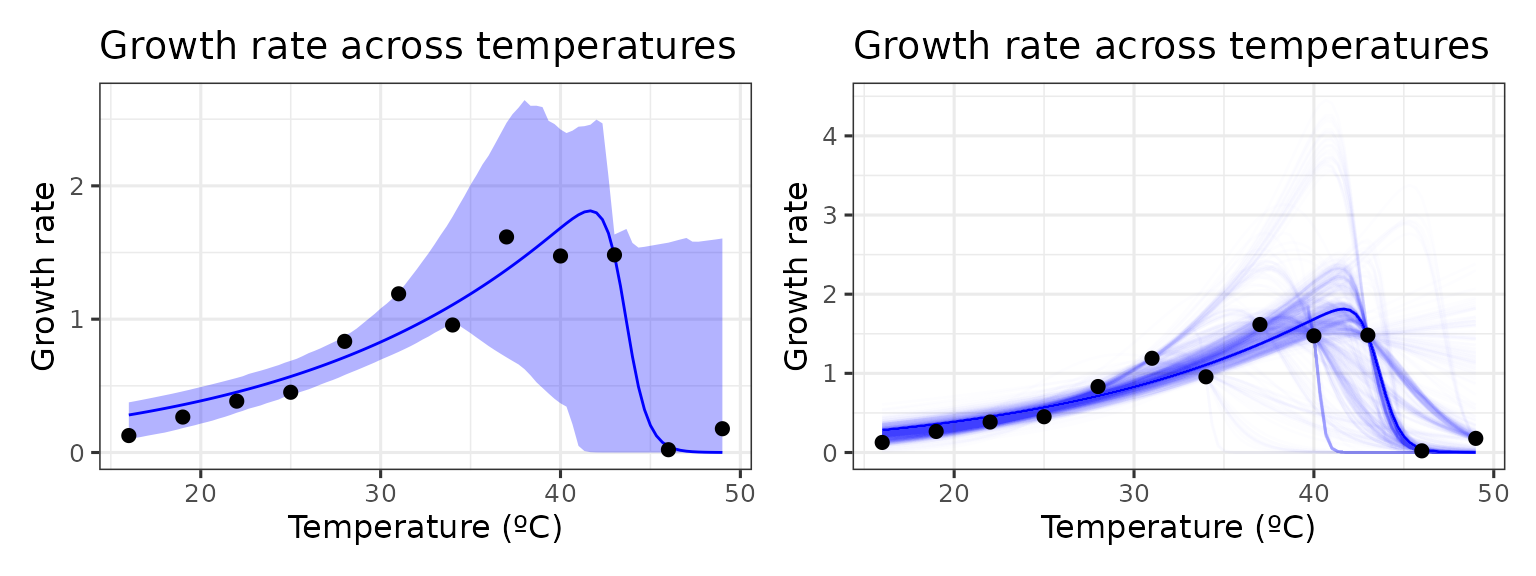 Growth rate across temperatures
Growth rate
2
1
0
20 30 40 50
Temperature (ºC)
Growth rate across temperatures
Growth rate
4
3
2
1
0
20 30 40 50
Temperature (ºC)